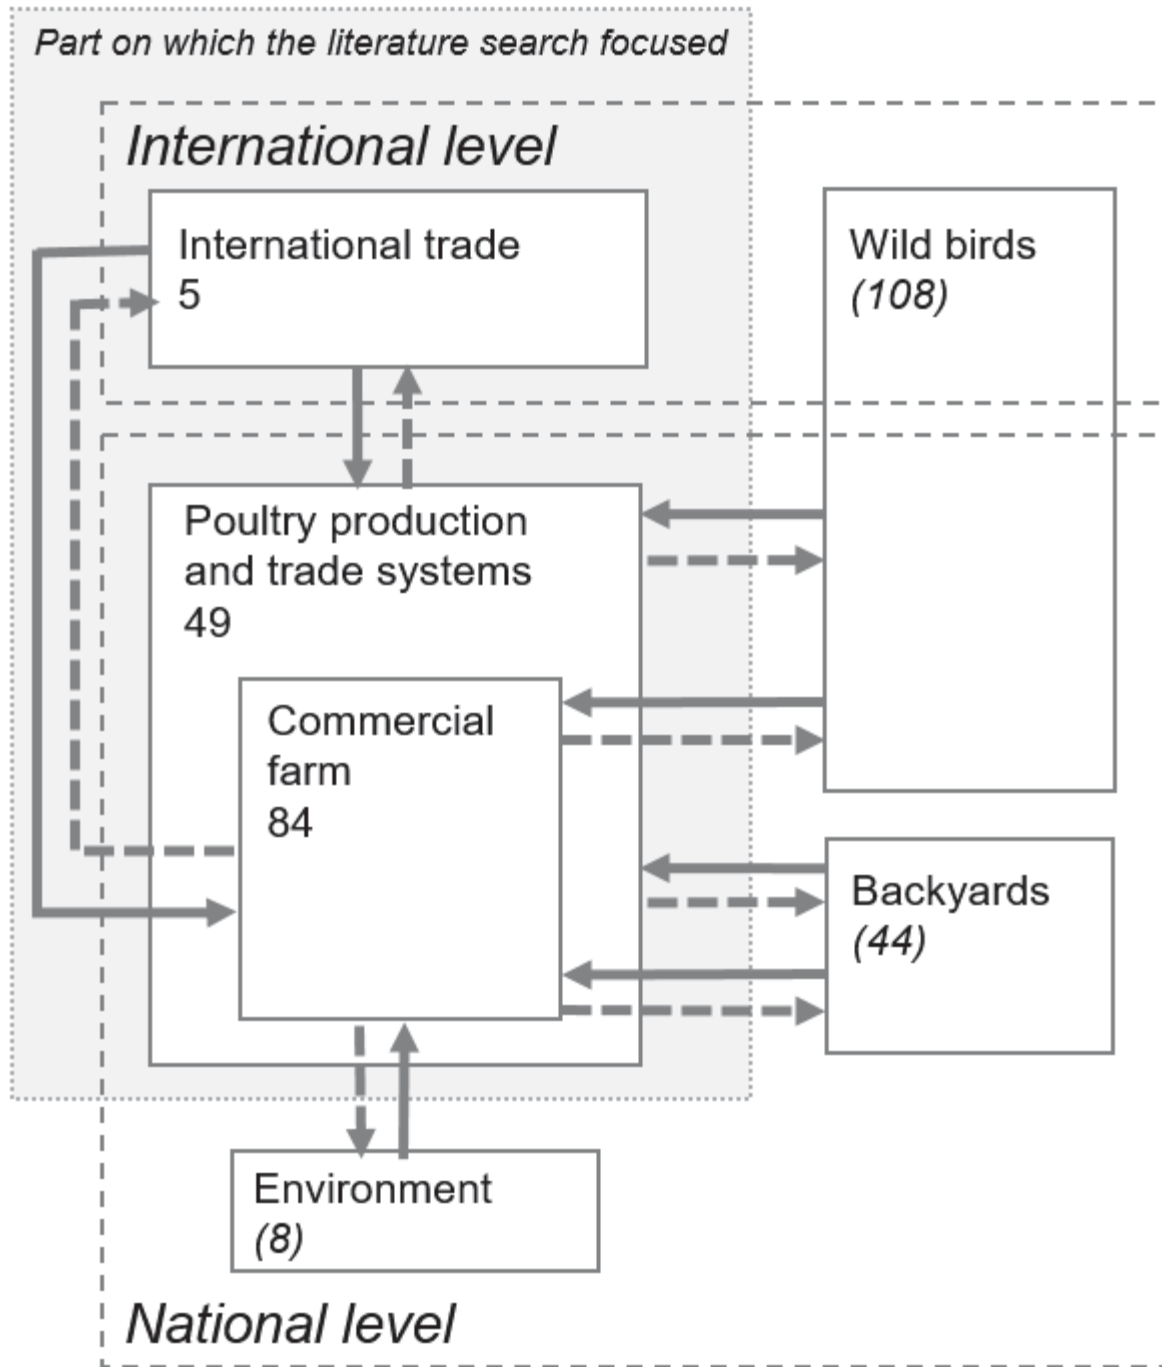 Part on which the literature search focused
International level
International trade
5
Wild birds
(108)
Poultry production
and trade systems
49
Commercial
farm
84
Backyards
(44)
Environment
(8)
National level